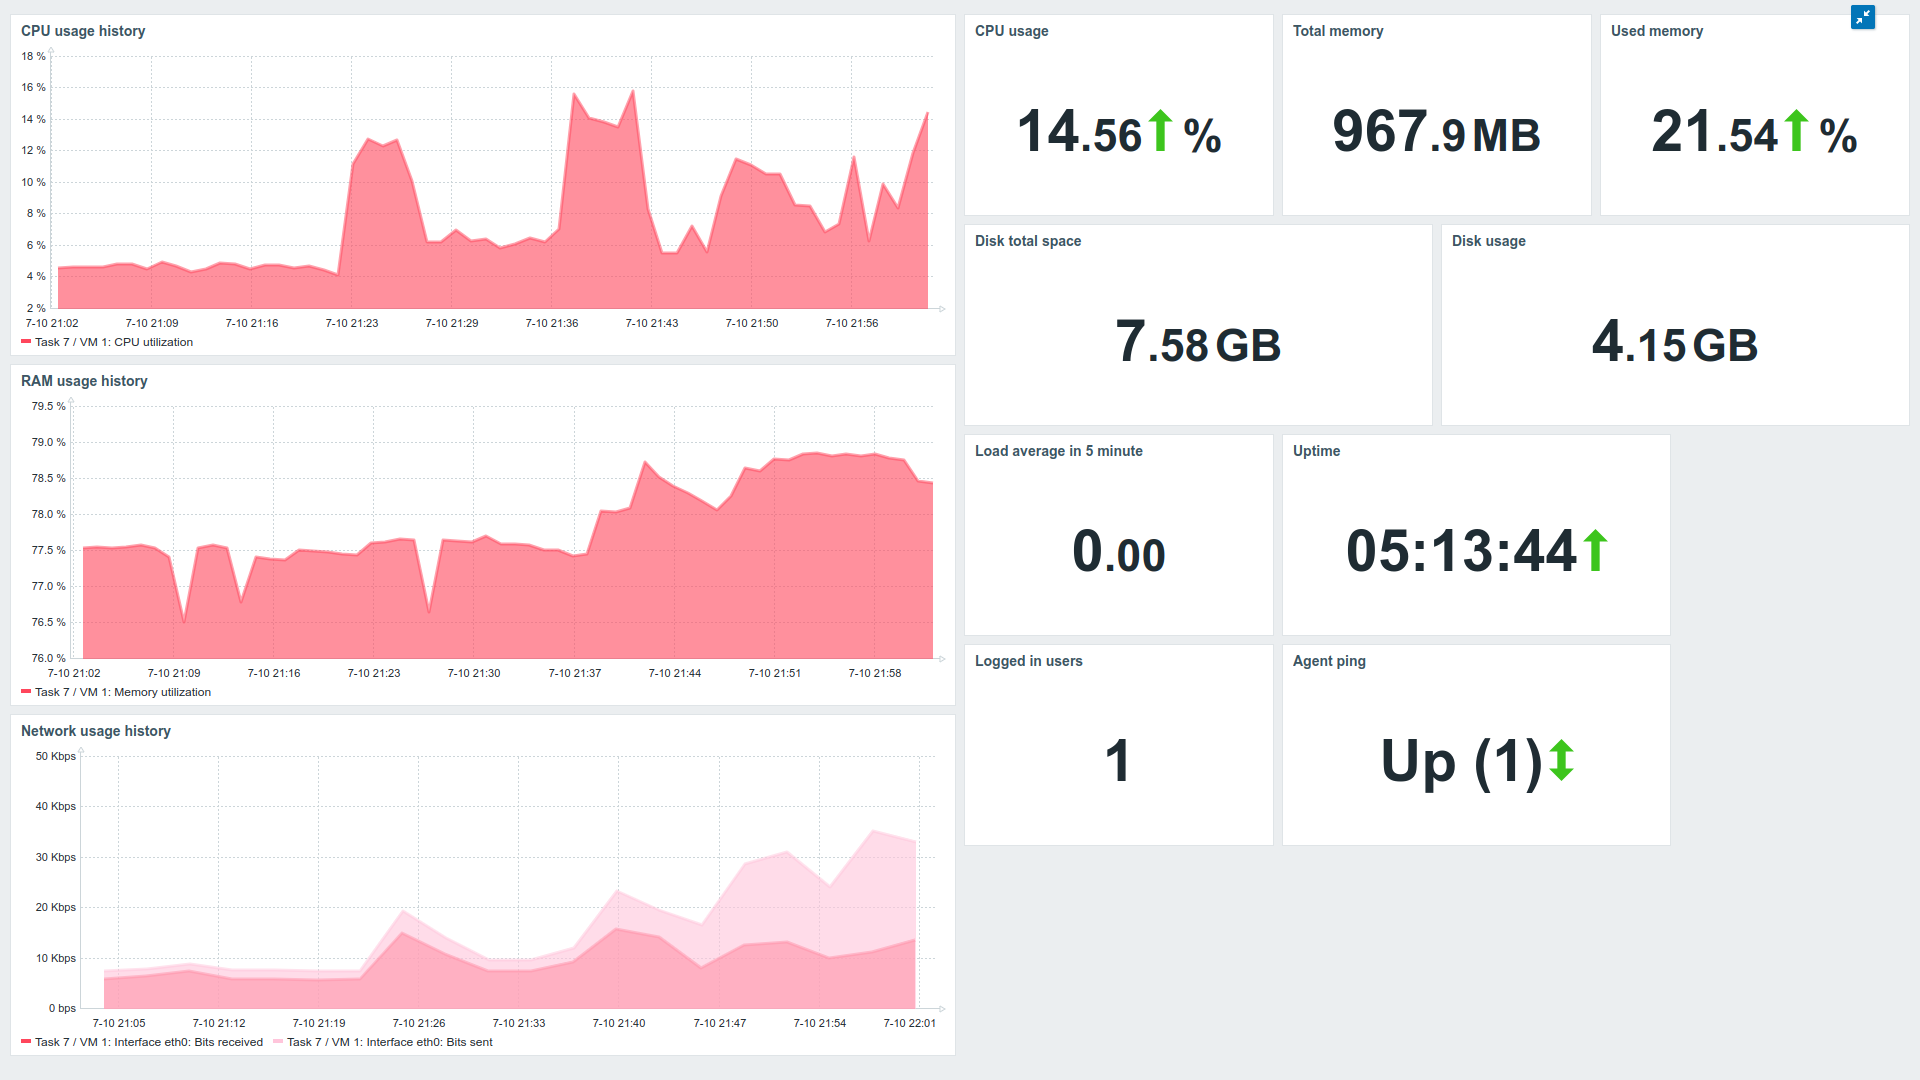 CPU usage history
18 %
16 %
14 %
12 %
10 %
8 %
6 %
4 %
2 %
7-10 21:02 7-10 21:09 7-10 21:16 7-10 21:23 7-10 21:29 7-10 21:36 7-10 21:43 7-10 21:50 7-10 21:56
Task 7 / VM 1: CPU utilization
RAM usage history
79.5 %
79.0 %
78.5 %
78.0 %
77.5 %
77.0 %
76.5 %
76.0 %
7-10 21:02 7-10 21:09 7-10 21:16 7-10 21:23 7-10 21:30 7-10 21:37 7-10 21:44 7-10 21:51 7-10 21:58
Task 7 / VM 1: Memory utilization
Network usage history
50 Kbps
40 Kbps
30 Kbps
20 Kbps
10 Kbps
0 bps
7-10 21:05 7-10 21:12 7-10 21:19 7-10 21:26 7-10 21:33 7-10 21:40 7-10 21:47 7-10 21:54 7-10 22:01
Task 7 / VM 1: Interface eth0: Bits received Task 7 / VM 1: Interface eth0: Bits sent
CPU usage
14.56 %
Total memory
967.9 MB
Used memory
21.54 %
Disk total space
7.58 GB
Disk usage
4.15 GB
Load average in 5 minute
0.00
Uptime
05:13:44
Logged in users
1
Agent ping
Up (1)